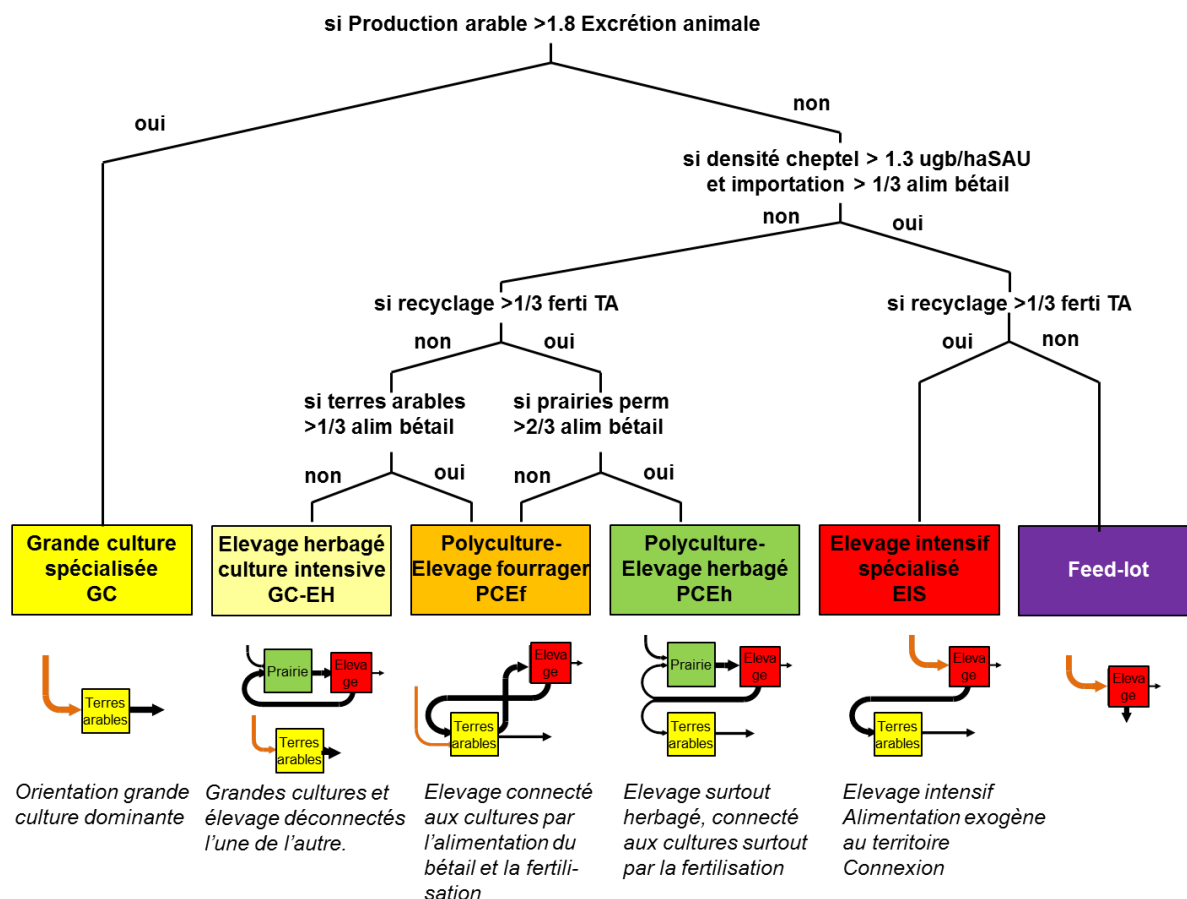 si Production arable >1.8 Excrétion animale
oui
non
si densité cheptel > 1.3 ugb/haSAU
et importation > 1/3 alim bétail
non
oui
si recyclage >1/3 ferti TA
si recyclage >1/3 ferti TA
non
oui
oui
non
si terres arables
>1/3 alim bétail
si prairies perm
>2/3 alim bétail
non
oui
non
oui
Grande culture
spécialisée
GC
Elevage herbagé
culture intensive
GC-EH
Polyculture-
Elevage fourrager
PCEf
Polyculture-
Elevage herbagé
PCEh
Elevage intensif
spécialisé
EIS
Feed-lot
Terres
arables
Prairie
Eleva
ge
Terres
arables
Eleva
ge
Terres
arables
Prairie
Eleva
ge
Terres
arables
Eleva
ge
Terres
arables
Eleva
ge
Orientation grande
culture dominante
Grandes cultures et
élevage déconnectés
l'une de l'autre.
Elevage connecté
aux cultures par
l'alimentation du
bétail et la fertili-
sation
Elevage surtout
herbagé, connecté
aux cultures surtout
par la fertilisation
Elevage intensif
Alimentation exogène
au territoire
Connexion